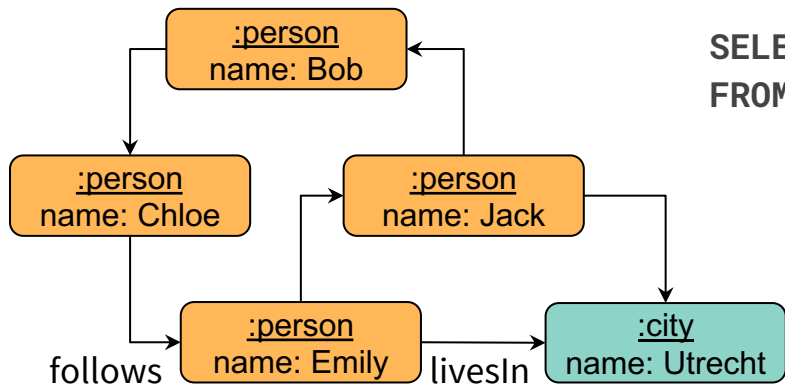 :person
name: Bob
SELE
FROM
:person
name: Chloe
:person
name: Jack
:person
name: Emily
:city
name: Utrecht
follows
livesIn